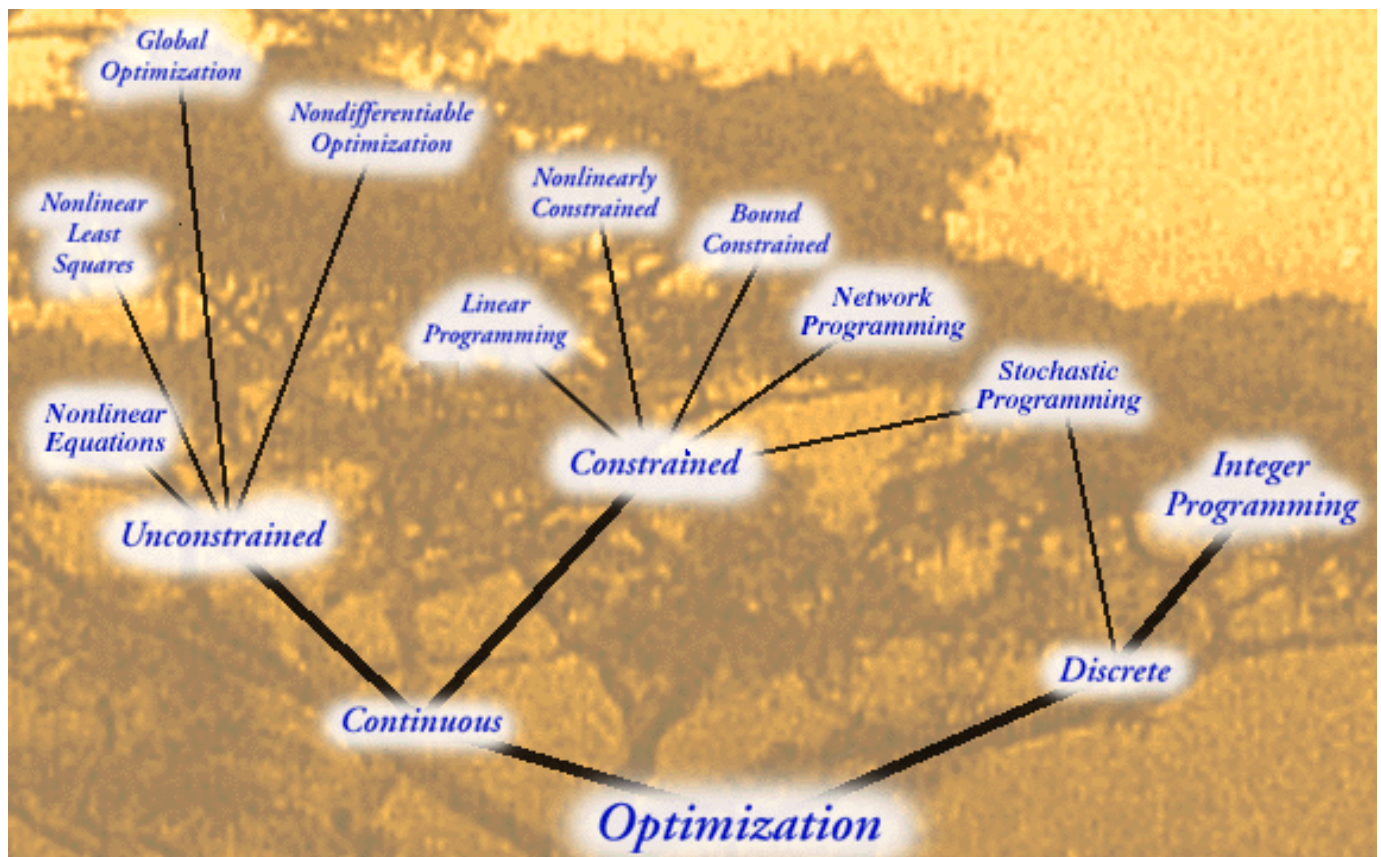 Global
Optimization
Nondifferentiable
Optimization
Nonlinear
Least
Squares
Nonlinearly
Constrained
Bound
Constrained
Linear
Programming
Network
Programming
Stochastic
Programming
Nonlinear
Equations
Constrained
Integer
Programming
Unconstrained
Discrete
Continuous
Optimization